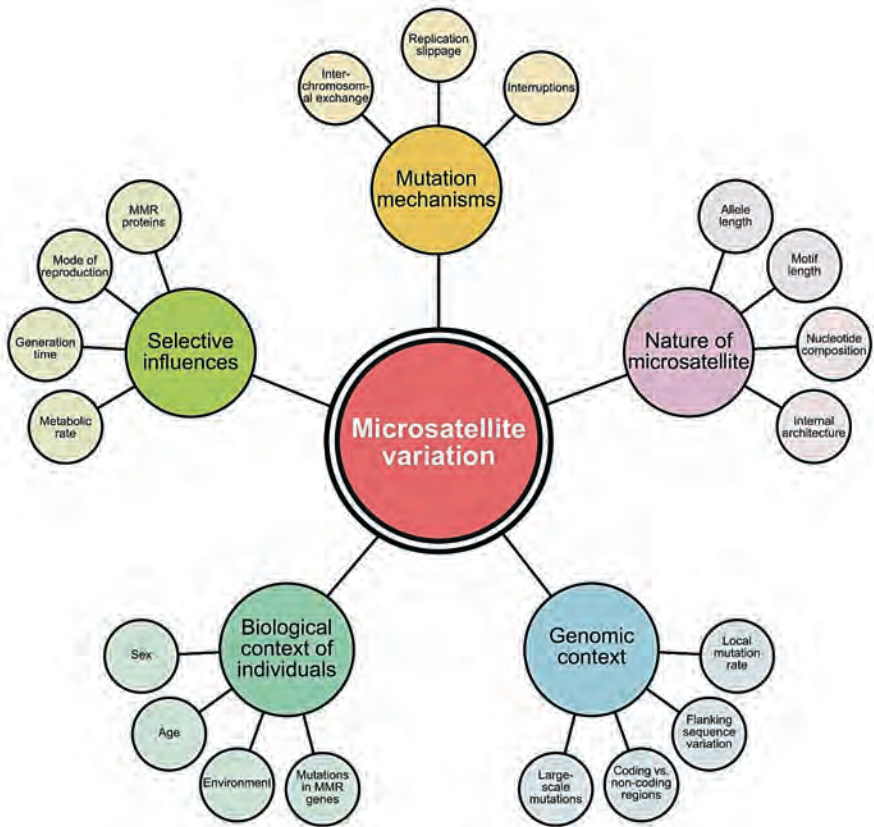 Replication
slippage
Inter-
chromosom-
al exchange
Interruptions
Mutation
mechanisms
MMR
proteins
Mode of
reproduction
Generation
time
Metabolic
rate
Selective
influences
Allele
length
Motif
length
Nucleotide
composition
Internal
architecture
Nature of
microsatellite
Microsatellite
variation
Biological
context of
individuals
Sex
Age
Environment
Mutations
in MMR
genes
Genomic
context
Local
mutation
rate
Flanking
sequence
variation
Coding vs.
non-coding
regions
Large-
scale
mutations